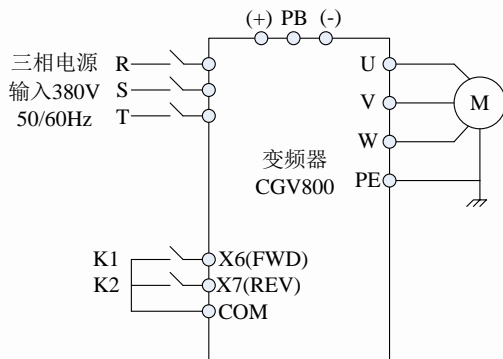 (+) PB (-)
三相电源 R
输入380V S
50/60Hz T
U
V
W
PE
M
变频器
CGV800
K1 X6(FWD)
K2 X7(REV)
COM